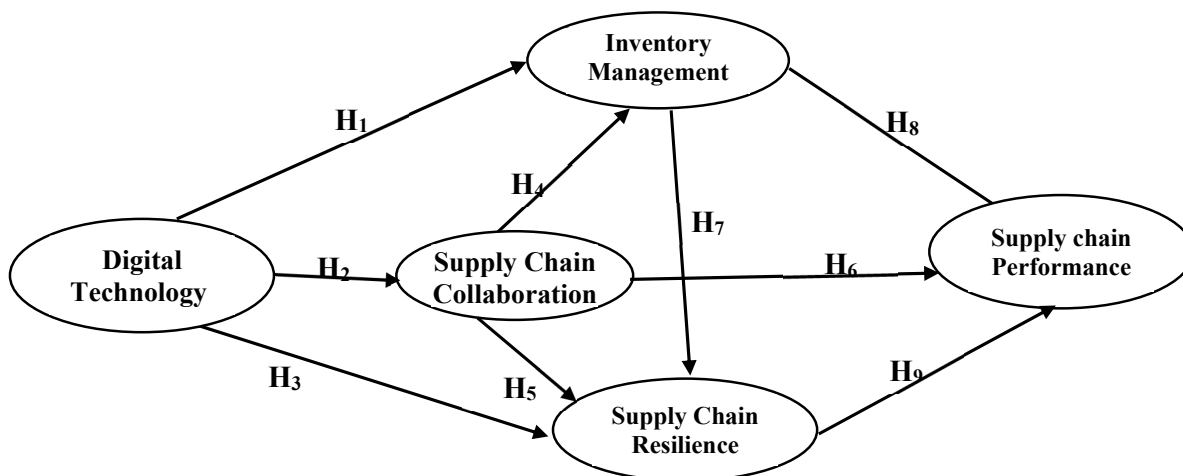 Inventory
Management
H₁
H₈
H₄
H₇
Digital
Technology
H₂
Supply Chain
Collaboration
H₆
Supply chain
Performance
H₃
H₅
H₉
Supply Chain
Resilience